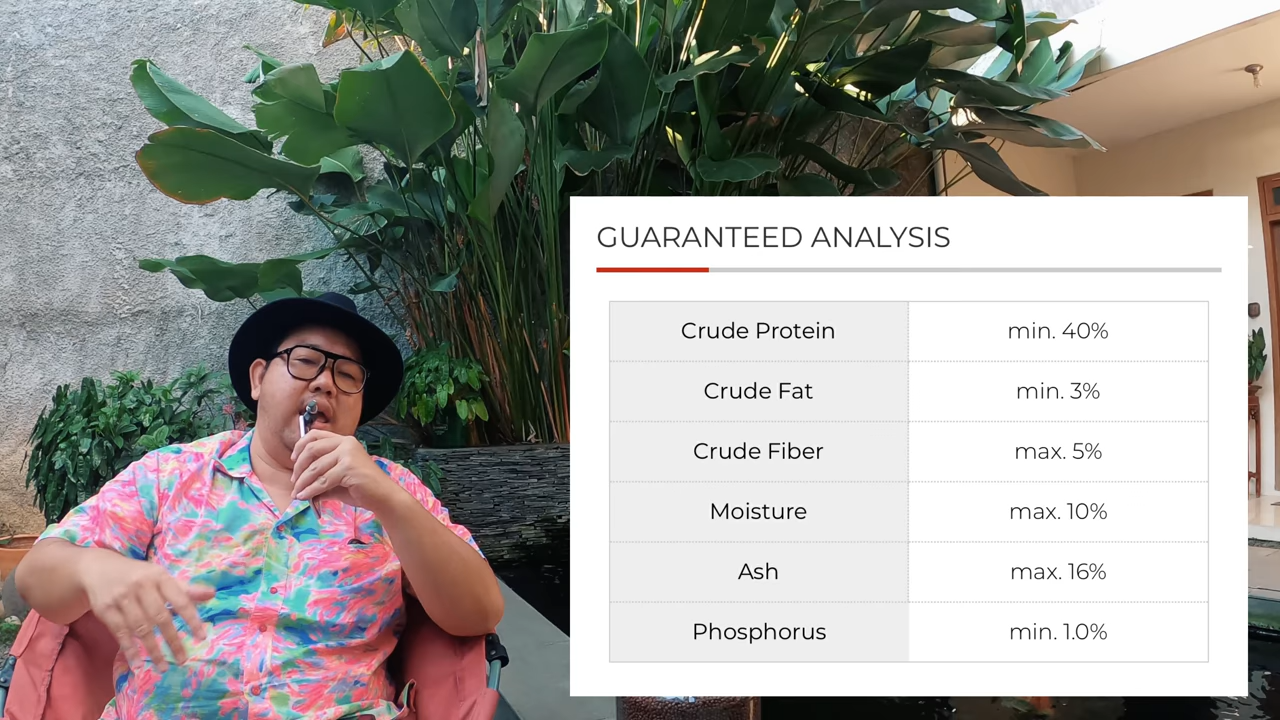 GUARANTEED ANALYSIS
Crude Protein min. 40%
Crude Fat min. 3%
Crude Fiber max. 5%
Moisture max. 10%
Ash max. 16%
Phosphorus min. 1.0%